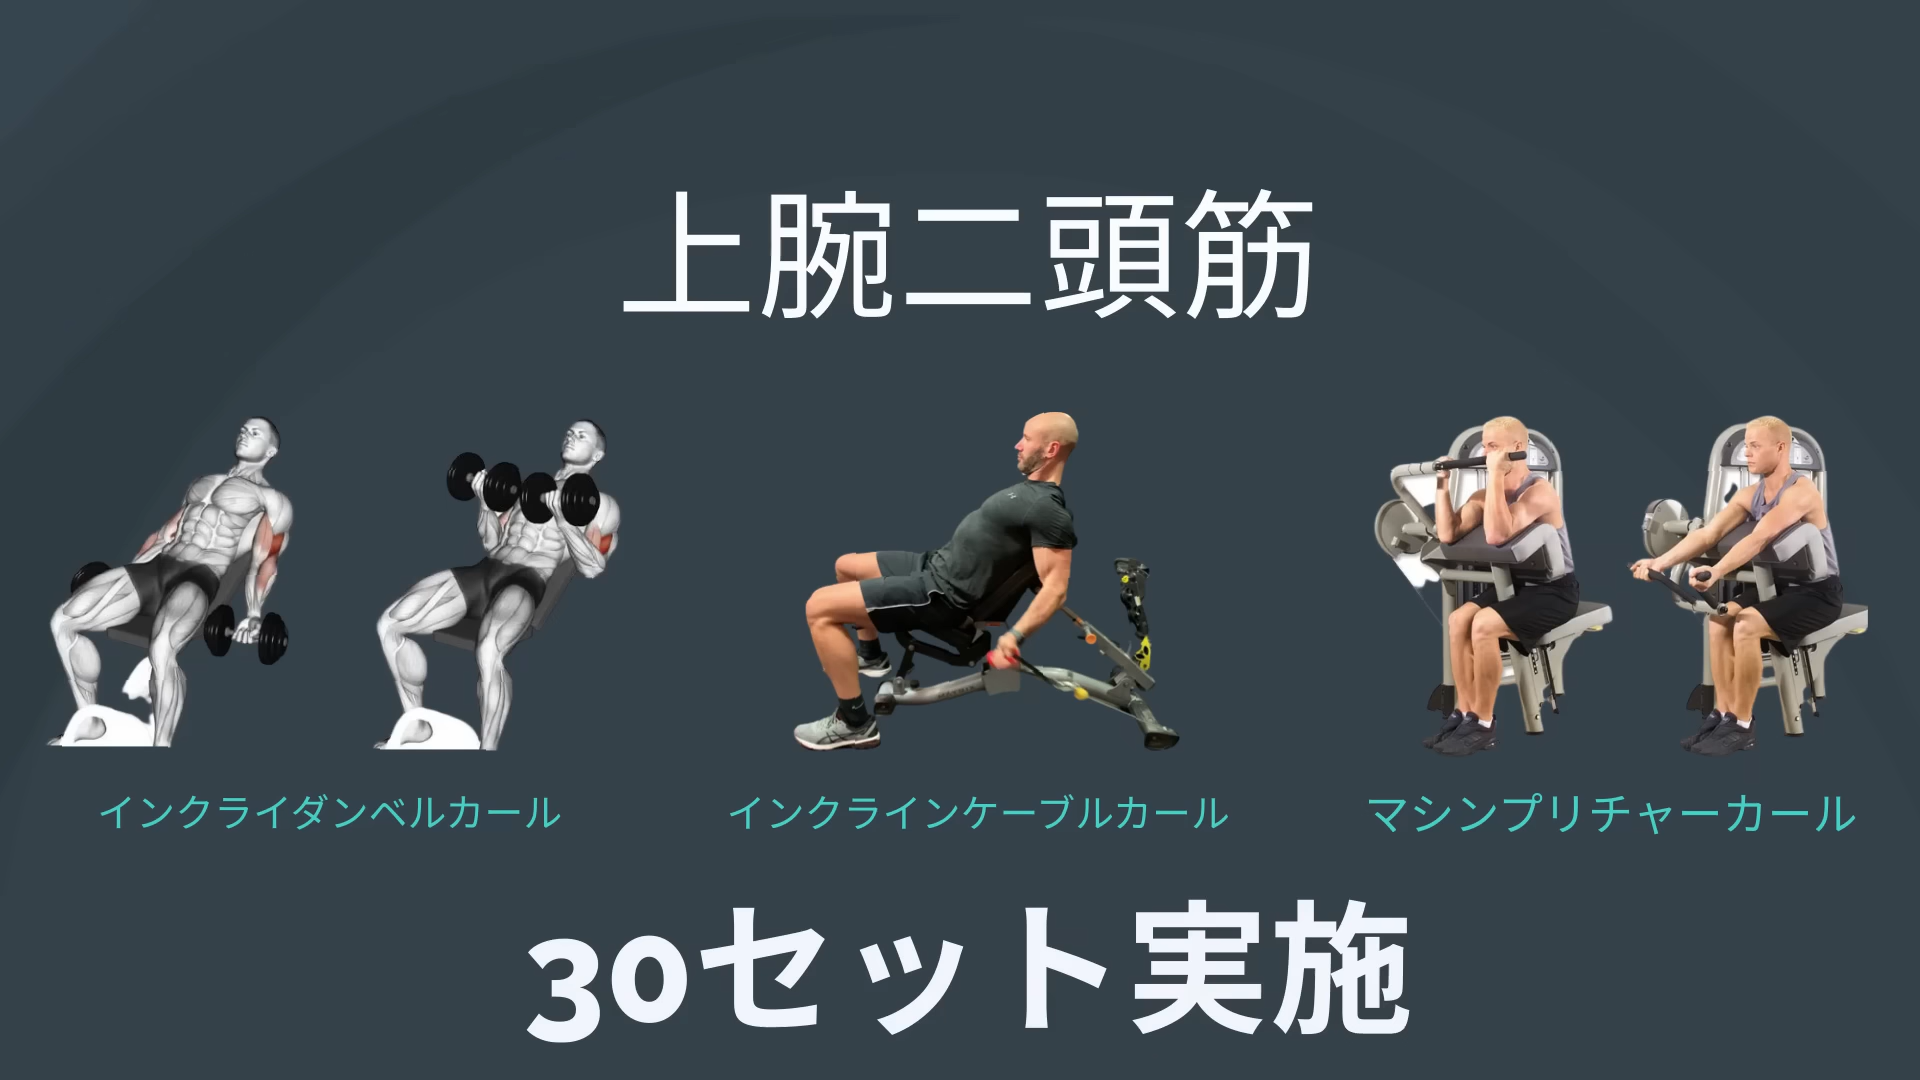 上腕二頭筋
インクライダンベルカール
インクラインケーブルカール
マシンプリチャーカール
30セット実施